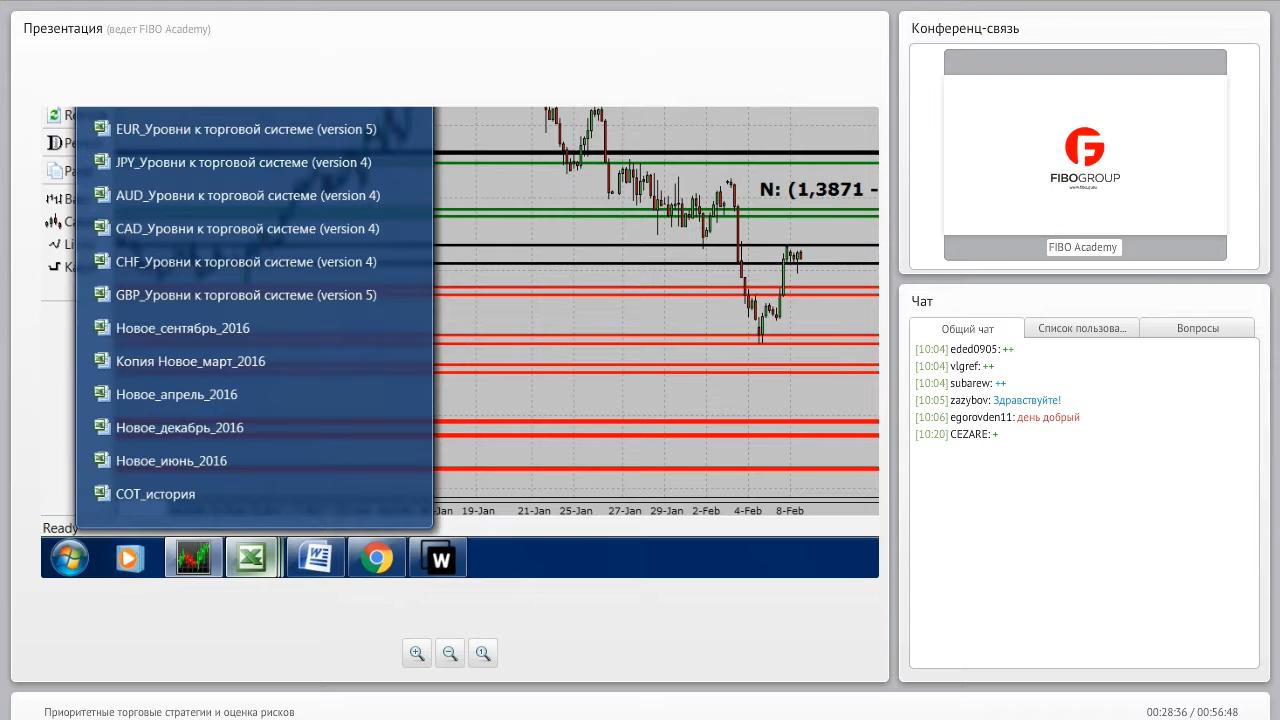 Презентация (ведет FIBO Academy)
EUR_Уровни к торговой системе (version 5)
JPY_Уровни к торговой системе (version 4)
AUD_Уровни к торговой системе (version 4)
CAD_Уровни к торговой системе (version 4)
CHF_Уровни к торговой системе (version 4)
GBP_Уровни к торговой системе (version 5)
Новое_сентябрь_2016
Копия Новое_март_2016
Новое_апрель_2016
Новое_декабрь_2016
Новое_июнь_2016
COT_история
N: (1,3871 -
19-Jan 21-Jan 25-Jan 27-Jan 29-Jan 2-Feb 4-Feb 8-Feb
Ready
W
Конференц-связь
FIBOGROUP
FIBO Academy
Чат
Общий чат Список пользова... Вопросы
[10:04] eded0905: ++
[10:04] vlgref: ++
[10:04] subarew: ++
[10:05] zazybov: Здравствуйте!
[10:06] egorovden11: день добрый
[10:20] CEZARE: +
Приоритетные торговые стратегии и оценка рисков
00:28:36 / 00:56:48